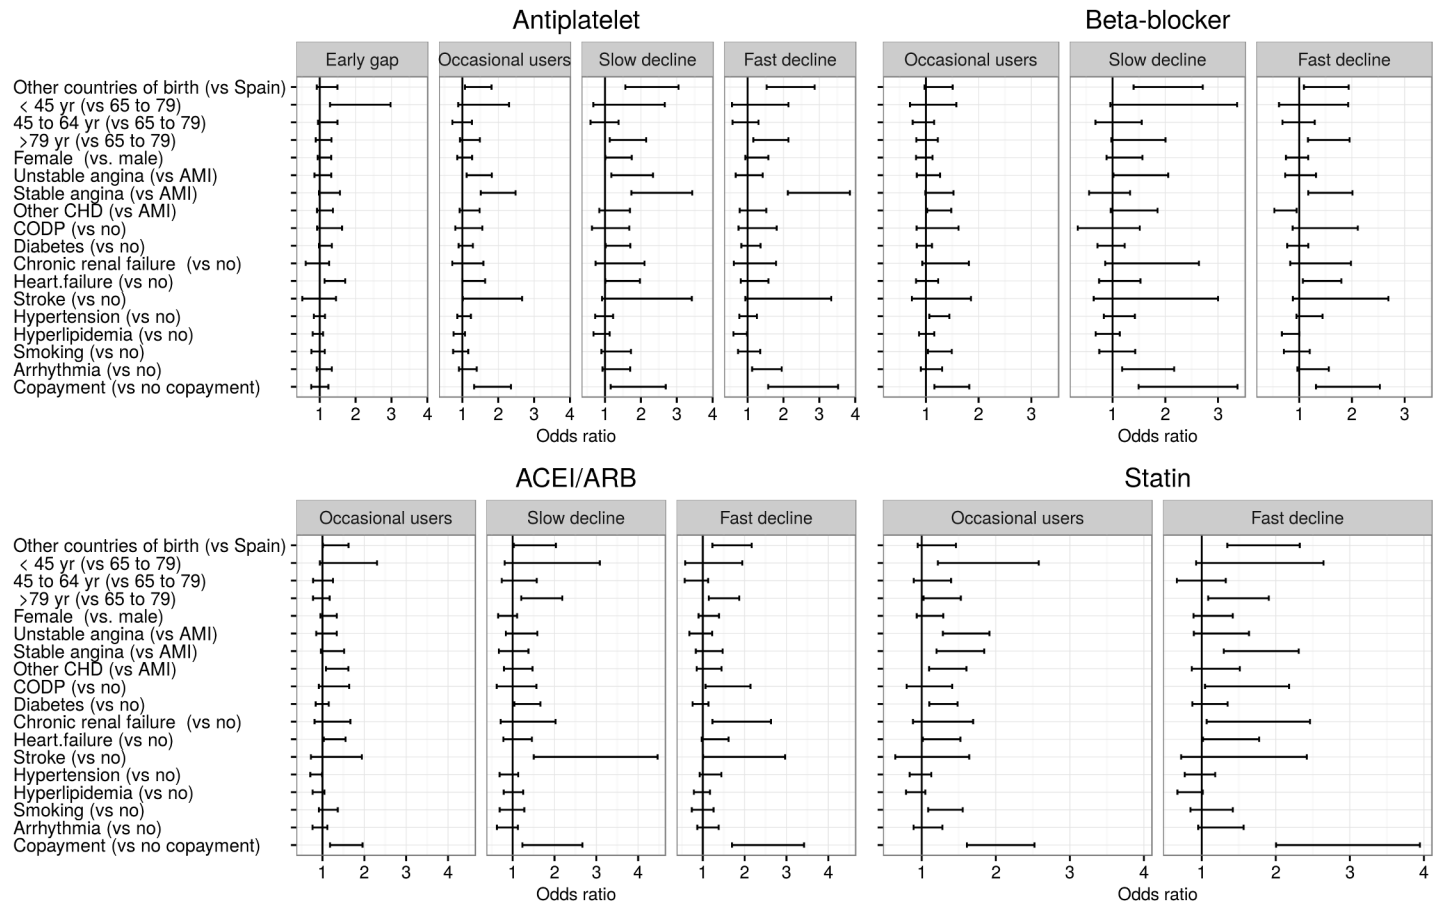 Antiplatelet
Beta-blocker
Early gap
Occasional users
Slow decline
Fast decline
Occasional users
Slow decline
Fast decline
Other countries of birth (vs Spain)
< 45 yr (vs 65 to 79)
45 to 64 yr (vs 65 to 79)
>79 yr (vs 65 to 79)
Female (vs. male)
Unstable angina (vs AMI)
Stable angina (vs AMI)
Other CHD (vs AMI)
CODP (vs no)
Diabetes (vs no)
Chronic renal failure (vs no)
Heart.failure (vs no)
Stroke (vs no)
Hypertension (vs no)
Hyperlipidemia (vs no)
Smoking (vs no)
Arrhythmia (vs no)
Copayment (vs no copayment)
1 2 3 4
1 2 3 4
1 2 3 4
1 2 3 4
1 2 3
1 2 3
1 2 3
Odds ratio
Odds ratio
ACEI/ARB
Statin
Occasional users
Slow decline
Fast decline
Occasional users
Fast decline
Other countries of birth (vs Spain)
< 45 yr (vs 65 to 79)
45 to 64 yr (vs 65 to 79)
>79 yr (vs 65 to 79)
Female (vs. male)
Unstable angina (vs AMI)
Stable angina (vs AMI)
Other CHD (vs AMI)
CODP (vs no)
Diabetes (vs no)
Chronic renal failure (vs no)
Heart.failure (vs no)
Stroke (vs no)
Hypertension (vs no)
Hyperlipidemia (vs no)
Smoking (vs no)
Arrhythmia (vs no)
Copayment (vs no copayment)
1 2 3 4
1 2 3 4
1 2 3 4
1 2 3 4
1 2 3 4
Odds ratio
Odds ratio